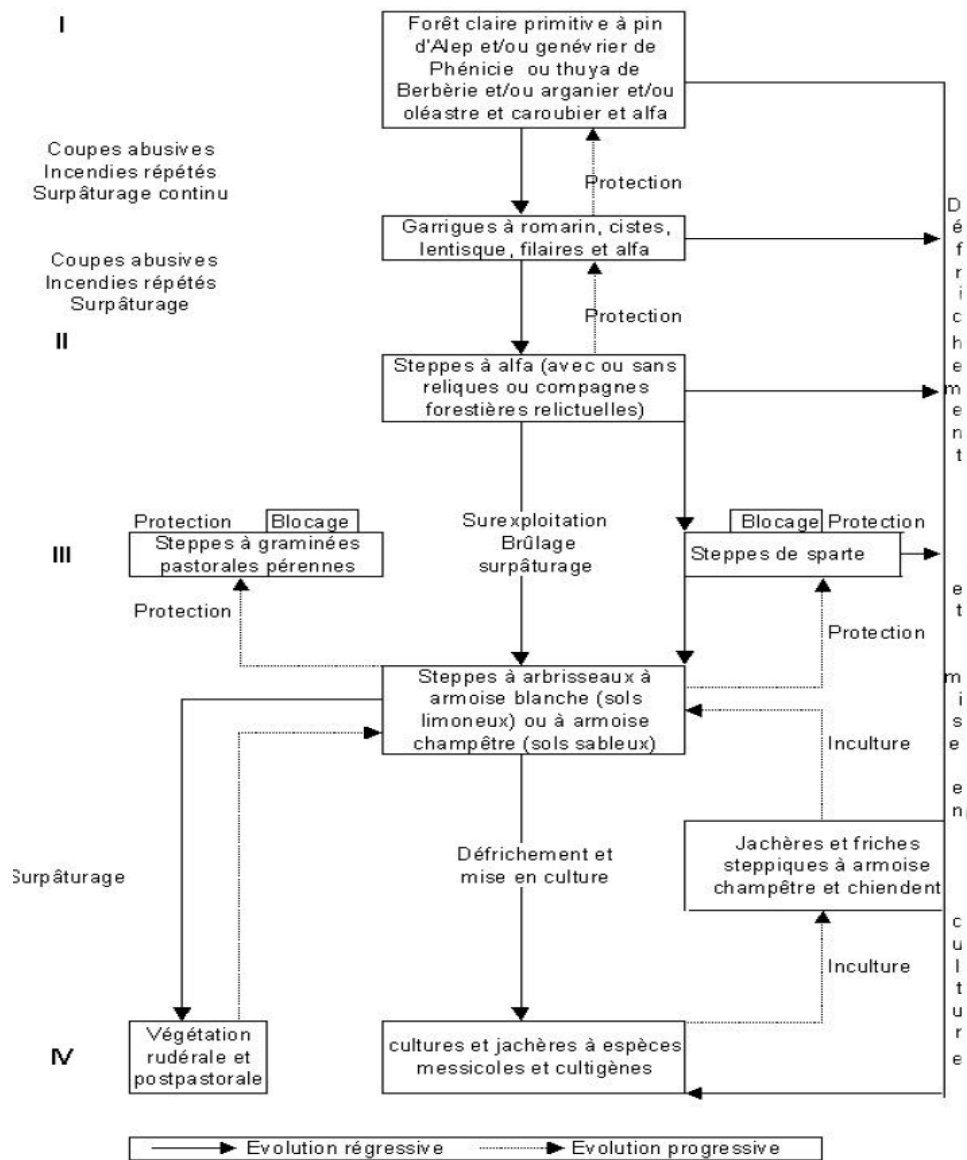 I
Forêt claire primitive à pin
d'Alep et/ou genévrier de
Phénicie ou thuya de
Berbèrie et/ou arganier et/ou
oléastre et caroubier et alfa
Coupes abusives
Incendies répétés
Surpâturage continu
Protection
Garrigues à romarin, cistes,
lentisque, filaires et alfa
Coupes abusives
Incendies répétés
Surpâturage
Protection
II
Steppes à alfa (avec ou sans
reliques ou compagnes
forestières relictuelles)
Défrichement et mise en culture
III
Protection
Blocage
Steppes à graminées
pastorales pérennes
Protection
Surexploitation
Brûlage
surpâturage
Blocage
Protection
Steppes de sparte
Protection
Steppes à arbrisseaux à
armoise blanche (sols
limoneux) ou à armoise
champêtre (sols sableux)
Inculture
Surpâturage
Défrichement et
mise en culture
Jachères et friches
steppiques à armoise
champêtre et chiendent
Inculture
IV
Végétation
rudérale et
postpastorale
cultures et jachères à espèces
messicoles et cultigènes
Evolution régressive
Evolution progressive